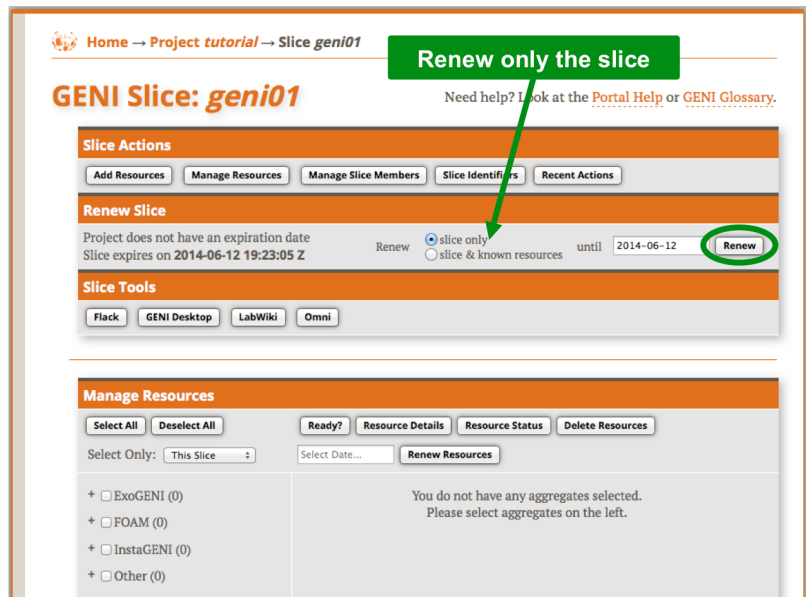 Home → Project tutorial → Slice geni01
Renew only the slice
GENI Slice: geni01
Need help? Look at the Portal Help or GENI Glossary.
Slice Actions
Add Resources Manage Resources Manage Slice Members Slice Identifiers Recent Actions
Renew Slice
Project does not have an expiration date
Slice expires on 2014-06-12 19:23:05 Z
Renew slice only until 2014-06-12 Renew
slice & known resources
Slice Tools
Flack GENI Desktop LabWiki Omni
Manage Resources
Select All Deselect All Ready? Resource Details Resource Status Delete Resources
Select Only: This Slice Select Date... Renew Resources
+ ExoGENI (0)
+ FOAM (0)
+ InstaGENI (0)
+ Other (0)
You do not have any aggregates selected.
Please select aggregates on the left.